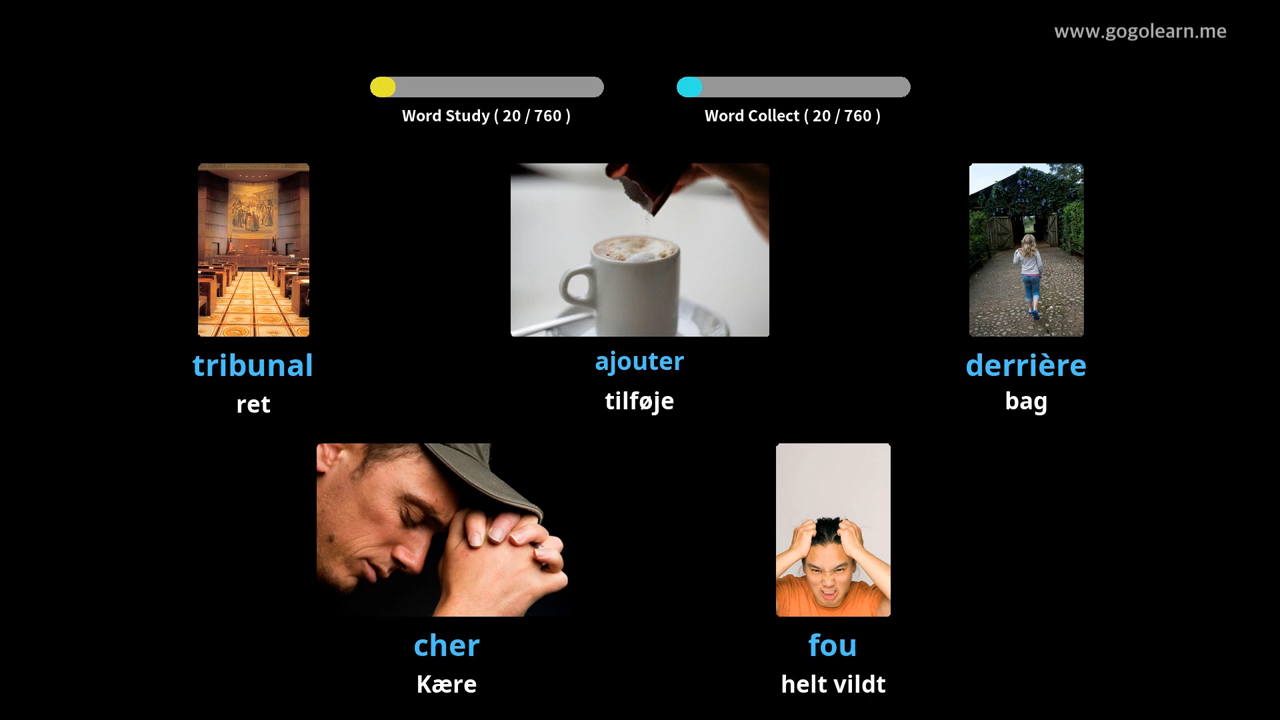 www.gogolearn.me
Word Study ( 20 / 760 )
Word Collect ( 20 / 760 )
tribunal
ret
ajouter
tilføje
derrière
bag
cher
Kære
fou
helt vildt